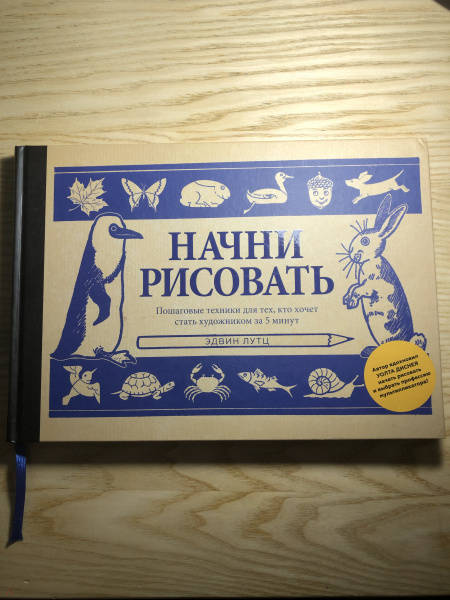 НАЧНИ
РИСОВАТЬ
Пошаговые техники для тех, кто хочет
стать художником за 5 минут
ЭДВИН ЛУТЦ
Автор вдохновил
УОЛТА ДИСНЕЯ
начать рисовать
и выбрать профессию
мультипликатора!